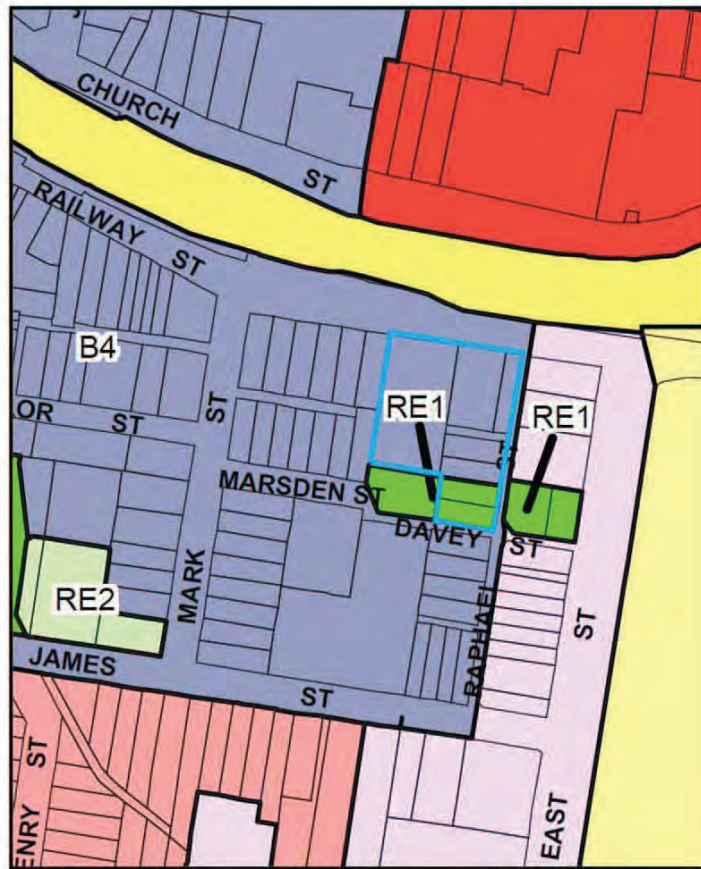 CHURCH
ST
RAILWAY
ST
B4
RE1
RE1
OR ST
ST
MARSDEN ST
DAVEY ST
MARK
RAPHAEL
ST
RE2
JAMES
ST
ENRY ST
EAST